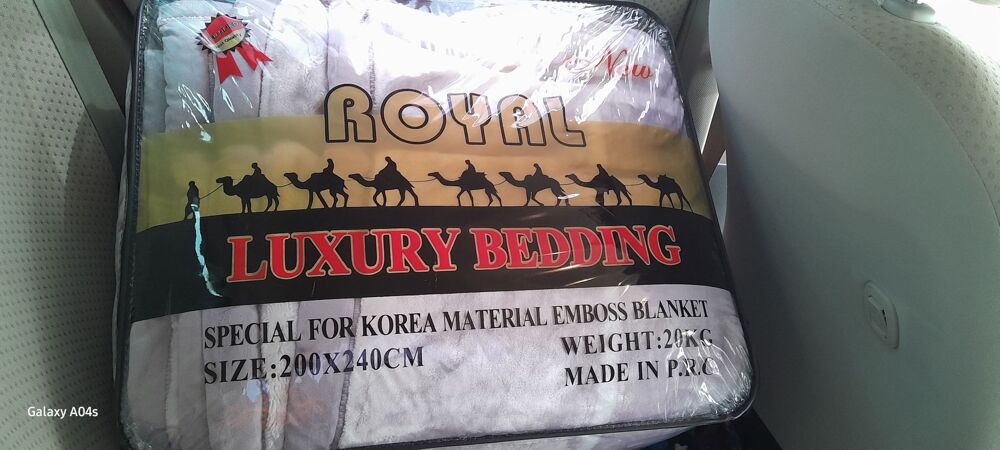 New
ROYAL
LUXURY BEDDING
SPECIAL FOR KOREA MATERIAL EMBOSS BLANKET
SIZE:200X240CM
WEIGHT:20KG
MADE IN P.R.C
Galaxy A04s